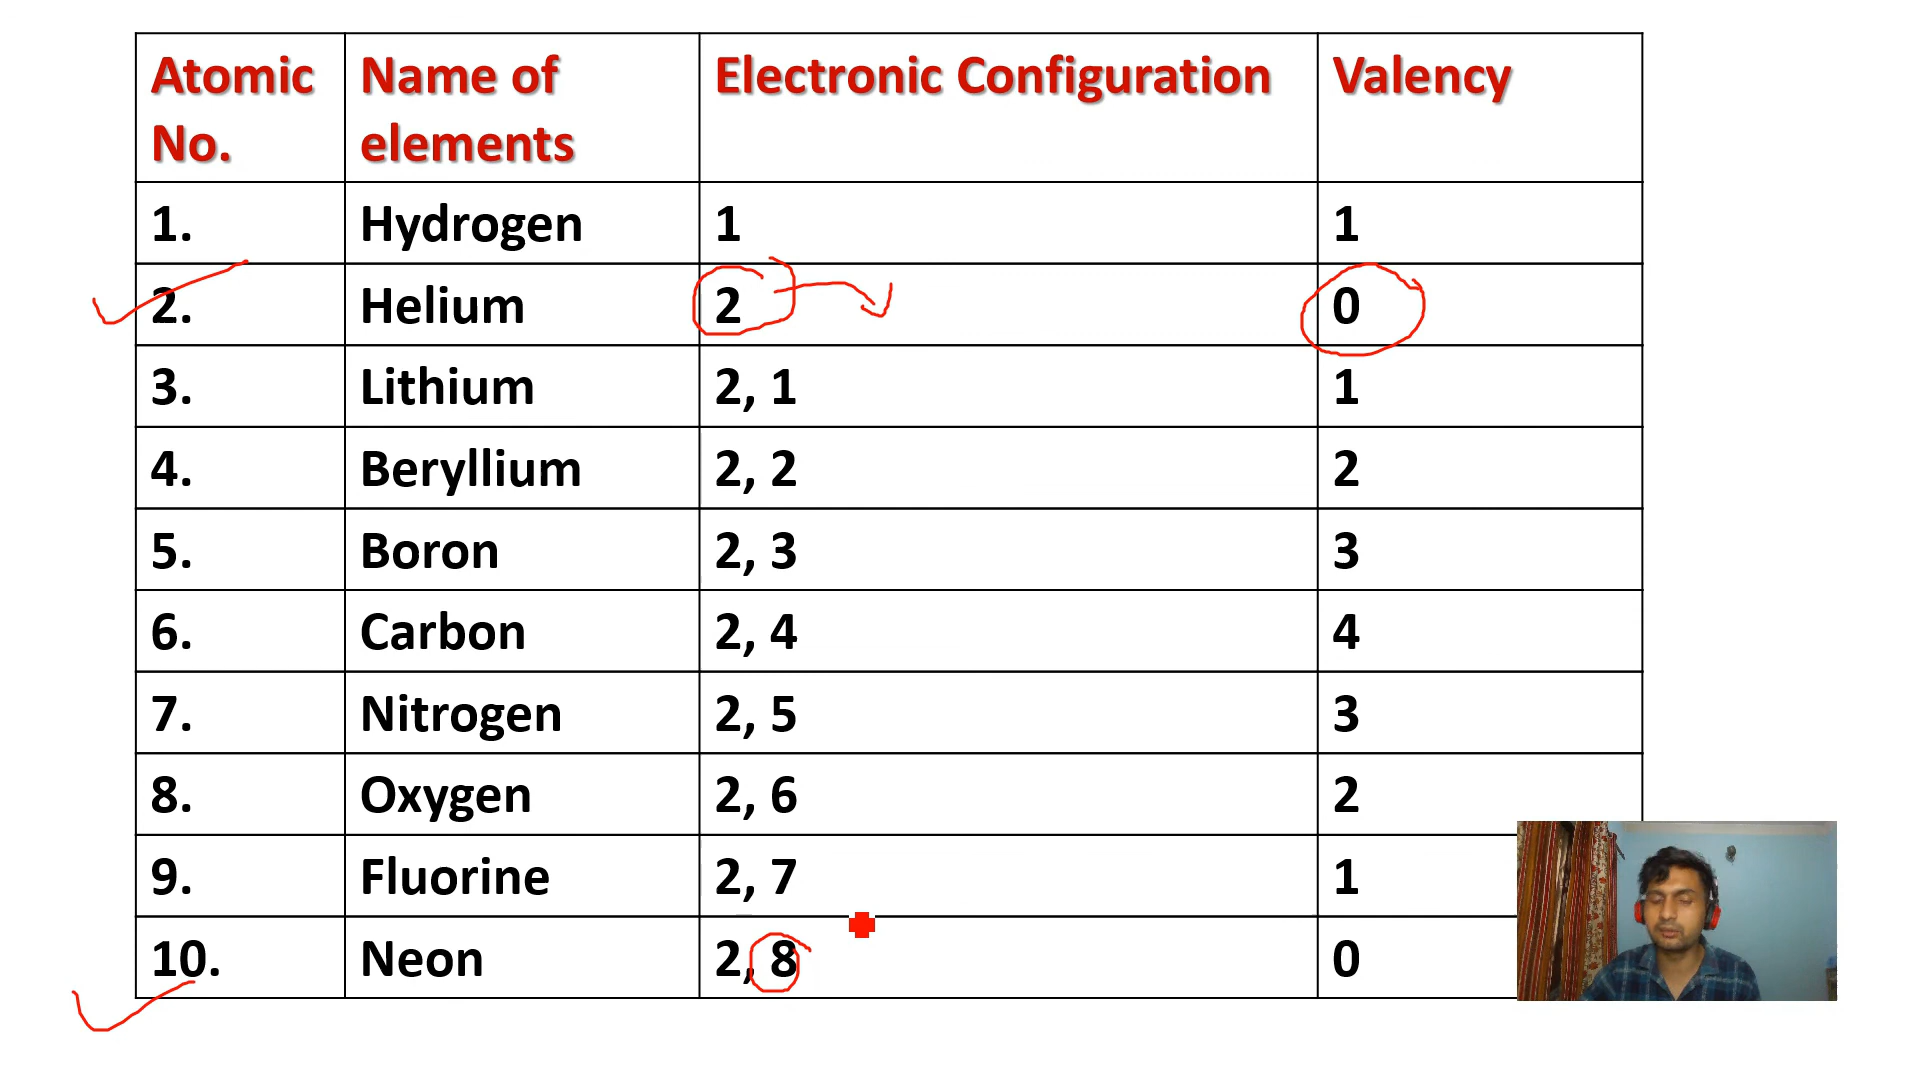 Atomic No. Name of elements Electronic Configuration Valency
1. Hydrogen 1 1
2. Helium 2 0
3. Lithium 2, 1 1
4. Beryllium 2, 2 2
5. Boron 2, 3 3
6. Carbon 2, 4 4
7. Nitrogen 2, 5 3
8. Oxygen 2, 6 2
9. Fluorine 2, 7 1
10. Neon 2, 8 0